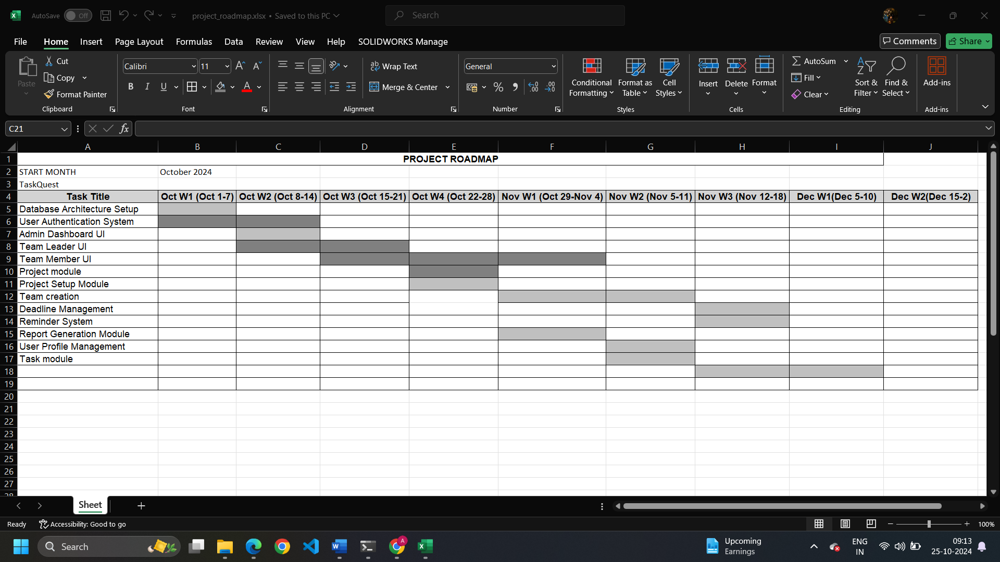 AutoSave Off project_roadmap.xlsx • Saved to this PC Search
File Home Insert Page Layout Formulas Data Review View Help SOLIDWORKS Manage Comments Share
Paste Cut Copy Format Painter Clipboard
Calibri 11 B I U A Font
Wrap Text Merge & Center Alignment
General % Number
Conditional Formatting Format as Table Cell Styles Styles
Insert Delete Format Cells
AutoSum Fill Clear Sort & Filter Find & Select Editing
Add-ins Add-ins
C21 fx
A B C D E F G H I J
1 PROJECT ROADMAP
2 START MONTH October 2024
3 TaskQuest
4 Task Title Oct W1 (Oct 1-7) Oct W2 (Oct 8-14) Oct W3 (Oct 15-21) Oct W4 (Oct 22-28) Nov W1 (Oct 29-Nov 4) Nov W2 (Nov 5-11) Nov W3 (Nov 12-18) Dec W1(Dec 5-10) Dec W2(Dec 15-2)
5 Database Architecture Setup
6 User Authentication System
7 Admin Dashboard UI
8 Team Leader UI
9 Team Member UI
10 Project module
11 Project Setup Module
12 Team creation
13 Deadline Management
14 Reminder System
15 Report Generation Module
16 User Profile Management
17 Task module
18
19
20
21
22
23
24
25
26
27
28
Sheet
Ready Accessibility: Good to go 100%
Search Upcoming Earnings ENG IN 09:13 25-10-2024